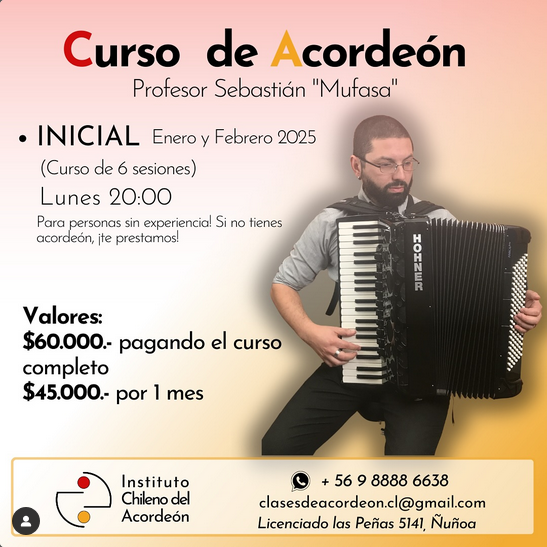 Curso de Acordeón
Profesor Sebastián "Mufasa"
• INICIAL Enero y Febrero 2025
(Curso de 6 sesiones)
Lunes 20:00
Para personas sin experiencia! Si no tienes
acordeón, ¡te prestamos!
HOHNER
Valores:
$60.000.- pagando el curso
completo
$45.000.- por 1 mes
Instituto
Chileno del
Acordeón
+ 56 9 8888 6638
clasesdeacordeon.cl@gmail.com
Licenciado las Peñas 5141, Ñuñoa